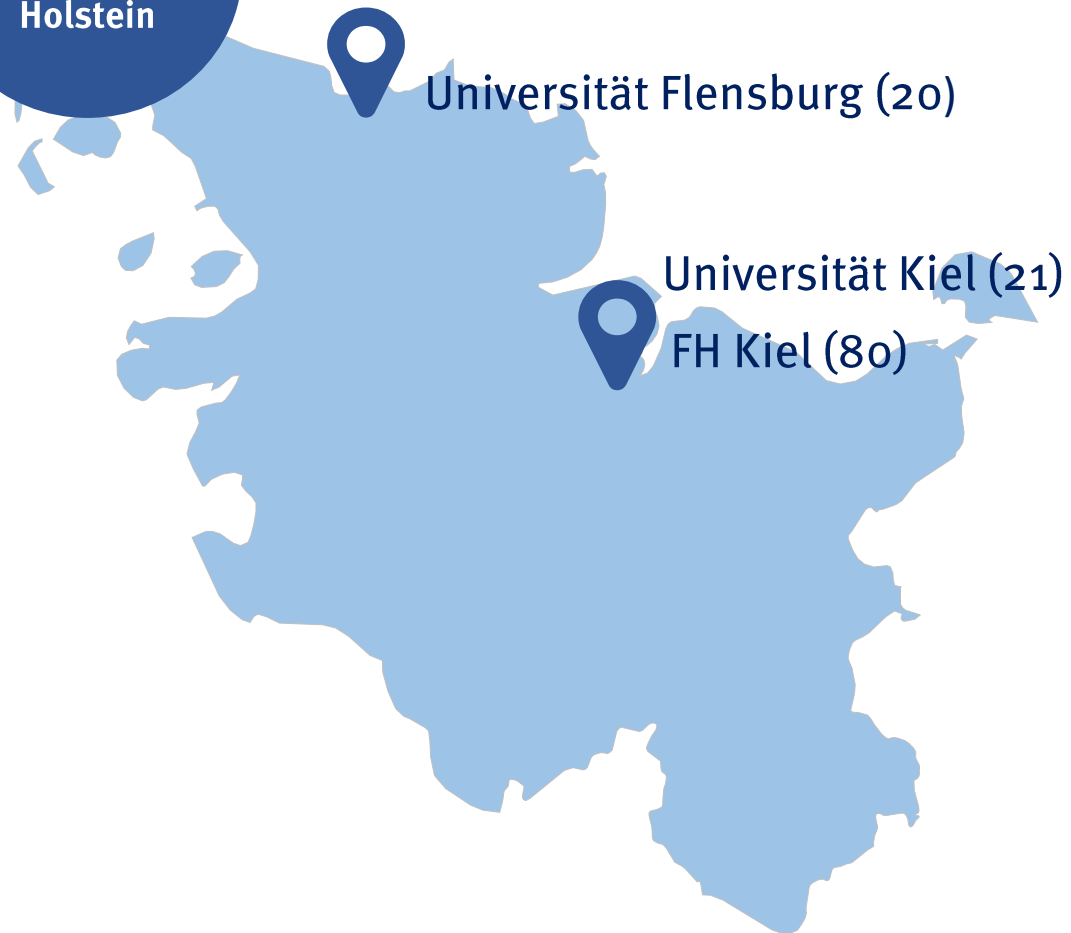 Holstein
Universität Flensburg (20)
Universität Kiel (21)
FH Kiel (80)